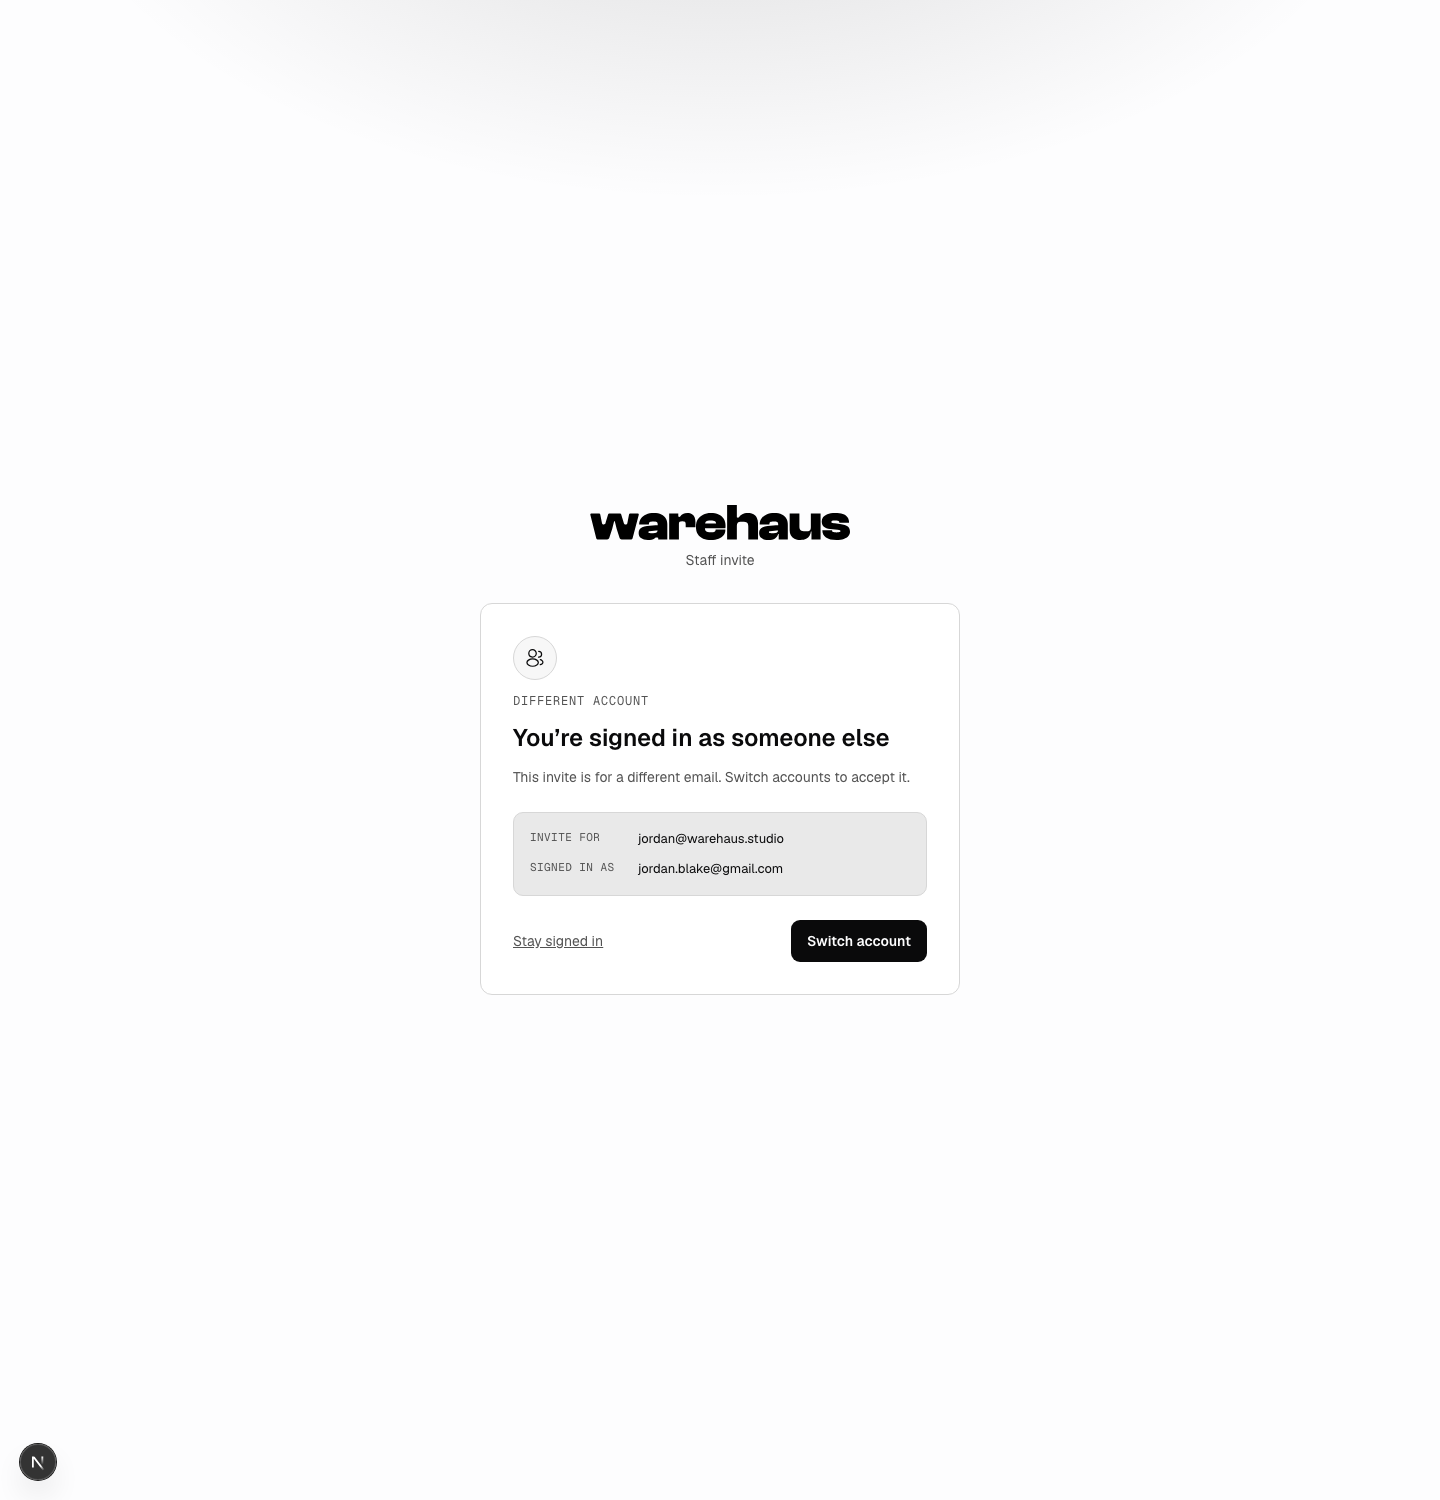 warehaus
Staff invite
DIFFERENT ACCOUNT
You’re signed in as someone else
This invite is for a different email. Switch accounts to accept it.
INVITE FOR jordan@warehaus.studio
SIGNED IN AS jordan.blake@gmail.com
Stay signed in Switch account
N